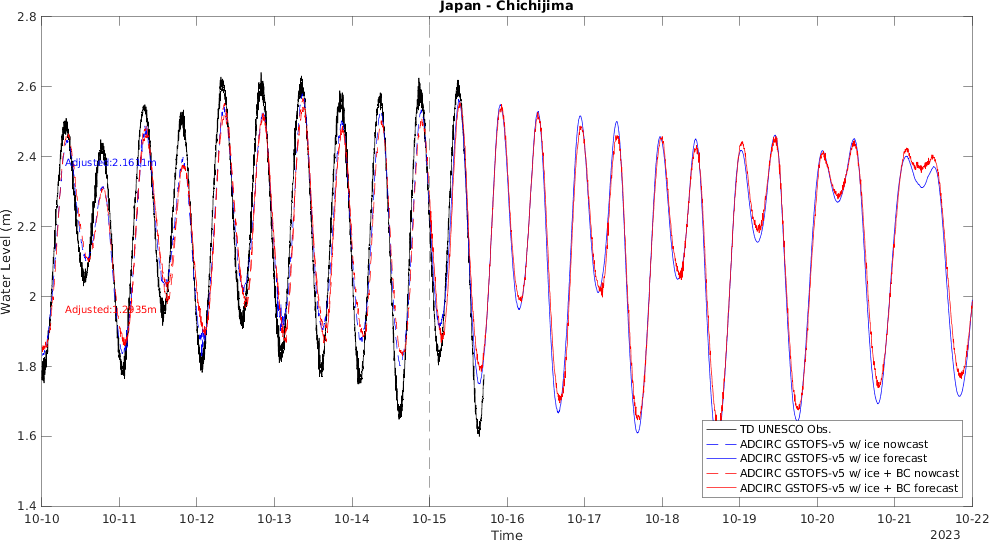 Japan - Chichijima
2.8
2.6
2.4
2.2
2
1.8
1.6
1.4
Water Level (m)
Adjusted:2.1611m
Adjusted:1.2935m
TD UNESCO Obs.
ADCIRC GSTOFS-v5 w/ ice nowcast
ADCIRC GSTOFS-v5 w/ ice forecast
ADCIRC GSTOFS-v5 w/ ice + BC nowcast
ADCIRC GSTOFS-v5 w/ ice + BC forecast
10-10 10-11 10-12 10-13 10-14 10-15 10-16 10-17 10-18 10-19 10-20 10-21 10-22
Time
2023